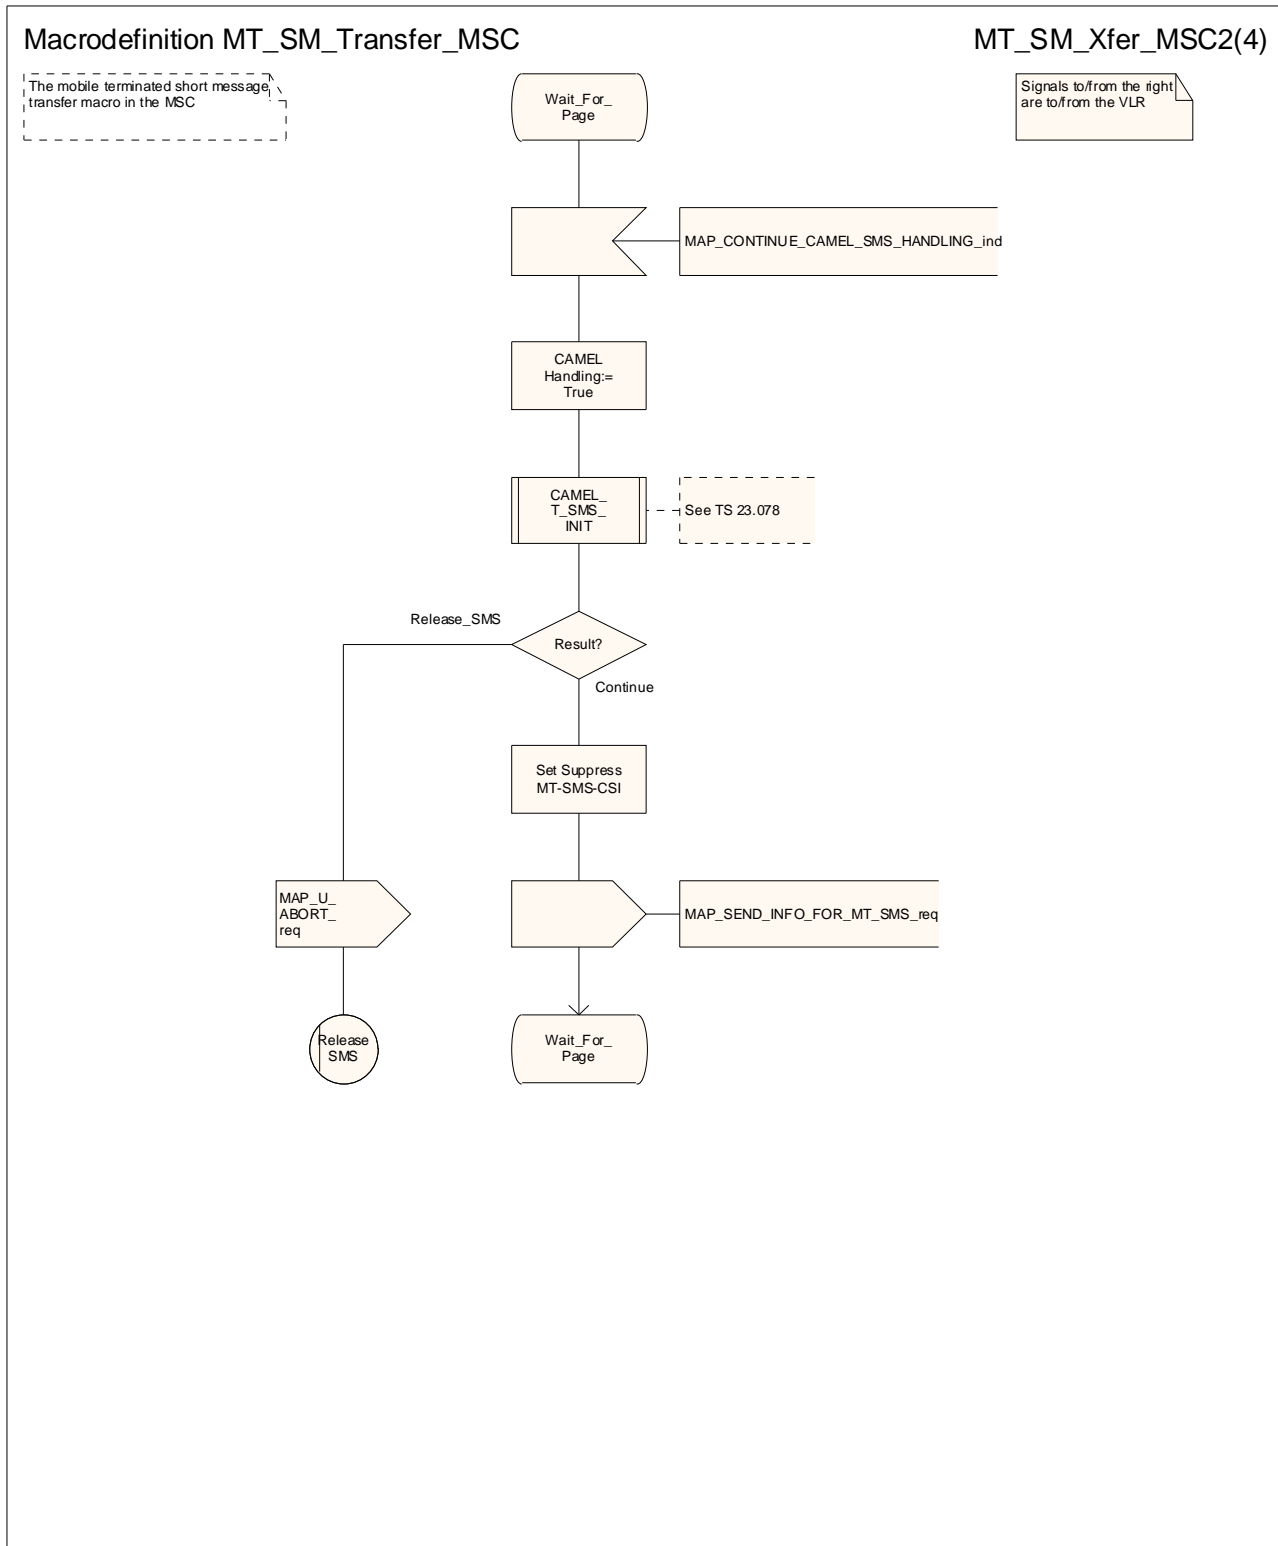 Macrodefinition MT_SM_Transfer_MSC
MT_SM_Xfer_MSC2(4)
The mobile terminated short message
transfer macro in the MSC
Wait_For_
Page
Signals to/from the right
are to/from the VLR
MAP_CONTINUE_CAMEL_SMS_HANDLING_ind
CAMEL
Handling:=
True
CAMEL_
T_SMS_
INIT
See TS 23.078
Release_SMS
Result?
Continue
Set Suppress
MT-SMS-CSI
MAP_U_
ABORT_
req
MAP_SEND_INFO_FOR_MT_SMS_req
Release
SMS
Wait_For_
Page